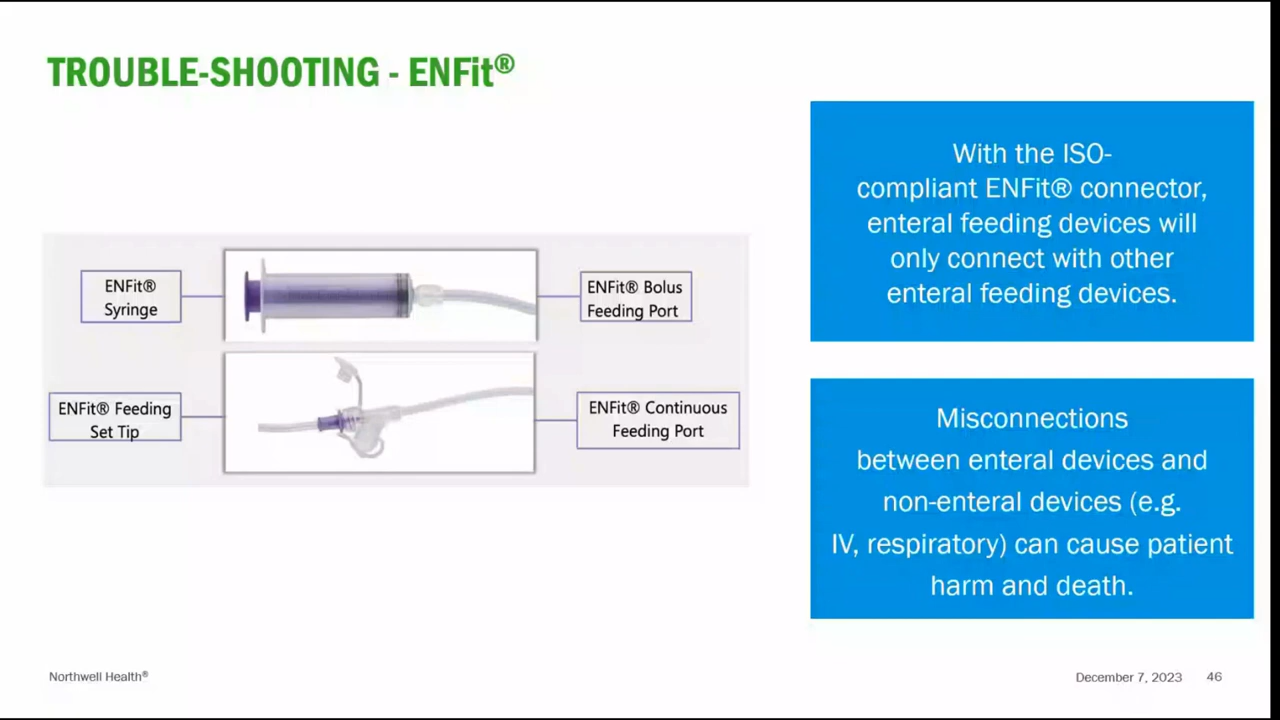 TROUBLE-SHOOTING - ENFit®
ENFit®
Syringe
ENFit® Bolus
Feeding Port
ENFit® Feeding
Set Tip
ENFit® Continuous
Feeding Port
With the ISO-
compliant ENFit® connector,
enteral feeding devices will
only connect with other
enteral feeding devices.
Misconnections
between enteral devices and
non-enteral devices (e.g.
IV, respiratory) can cause patient
harm and death.
Northwell Health®
December 7, 2023 46